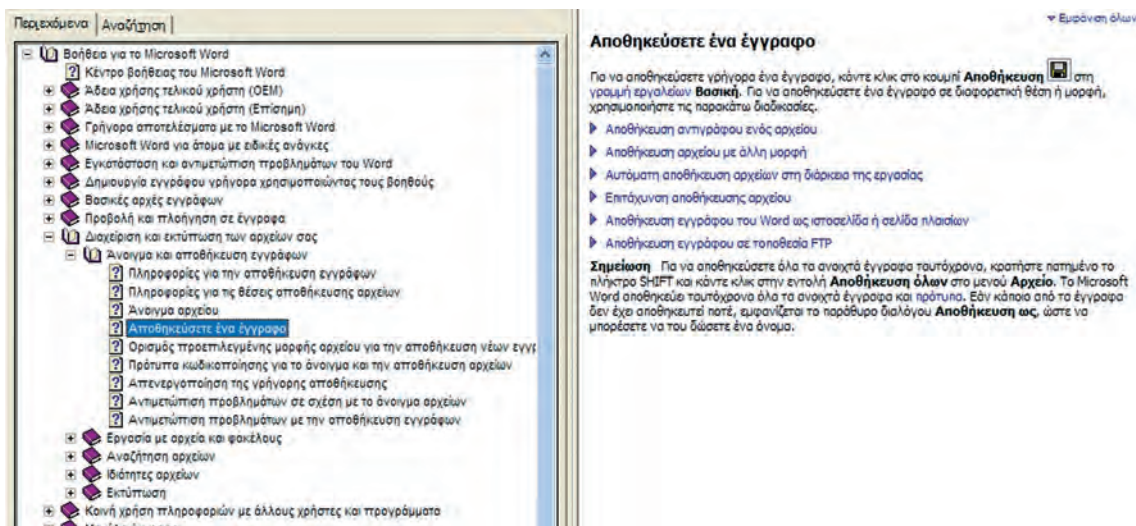 Περιεχόμενα
Αναζήτηση
Βοήθεια για το Microsoft Word
Κέντρο βοήθειας του Microsoft Word
Άδεια χρήσης τελικού χρήστη (OEM)
Άδεια χρήσης τελικού χρήστη (Επίσημη)
Γρήγορα αποτελέσματα με το Microsoft Word
Microsoft Word για άτομα με ειδικές ανάγκες
Εγκατάσταση και αντιμετώπιση προβλημάτων του Word
Δημιουργία εγγράφου γρήγορα χρησιμοποιώντας τους βοηθούς
Βασικές αρχές εγγράφων
Προβολή και πλοήγηση σε έγγραφα
Διαχείριση και εκτύπωση των αρχείων σας
Άνοιγμα και αποθήκευση εγγράφων
Πληροφορίες για την αποθήκευση εγγράφων
Πληροφορίες για τις θέσεις αποθήκευσης αρχείων
Άνοιγμα αρχείου
Αποθηκεύσετε ένα έγγραφο
Ορισμός προεπιλεγμένης μορφής αρχείου για την αποθήκευση νέων εγγρ
Πρότυπα κωδικοποίησης για το άνοιγμα και την αποθήκευση αρχείων
Απενεργοποίηση της γρήγορης αποθήκευσης
Αντιμετώπιση προβλημάτων σε σχέση με το άνοιγμα αρχείων
Αντιμετώπιση προβλημάτων με την αποθήκευση εγγράφων
Εργασία με αρχεία και φακέλους
Αναζήτηση αρχείων
Ιδιότητες αρχείων
Εκτύπωση
Κοινή χρήση πληροφοριών με άλλους χρήστες και προγράμματα
Εμφάνιση όλων
Αποθηκεύσετε ένα έγγραφο
Για να αποθηκεύσετε γρήγορα ένα έγγραφο, κάντε κλικ στο κουμπί Αποθήκευση στη
γραμμή εργαλείων Βασική. Για να αποθηκεύσετε ένα έγγραφο σε διαφορετική θέση ή μορφή,
χρησιμοποιήστε τις παρακάτω διαδικασίες.
Αποθήκευση αντιγράφου ενός αρχείου
Αποθήκευση αρχείου με άλλη μορφή
Αυτόματη αποθήκευση αρχείων στη διάρκεια της εργασίας
Επιτάχυνση αποθήκευσης αρχείου
Αποθήκευση εγγράφου του Word ως ιστοσελίδα ή σελίδα πλαισίων
Αποθήκευση εγγράφου σε τοποθεσία FTP
Σημείωση Για να αποθηκεύσετε όλα τα ανοιχτά έγγραφα ταυτόχρονα, κρατήστε πατημένο το
πλήκτρο SHIFT και κάντε κλικ στην εντολή Αποθήκευση όλων στο μενού Αρχείο. Το Microsoft
Word αποθηκεύει ταυτόχρονα όλα τα ανοιχτά έγγραφα και πρότυπα. Εάν κάποιο από τα έγγραφα
δεν έχει αποθηκευτεί ποτέ, εμφανίζεται το παράθυρο διαλόγου Αποθήκευση ως, ώστε να
μπορέσετε να του δώσετε ένα όνομα.